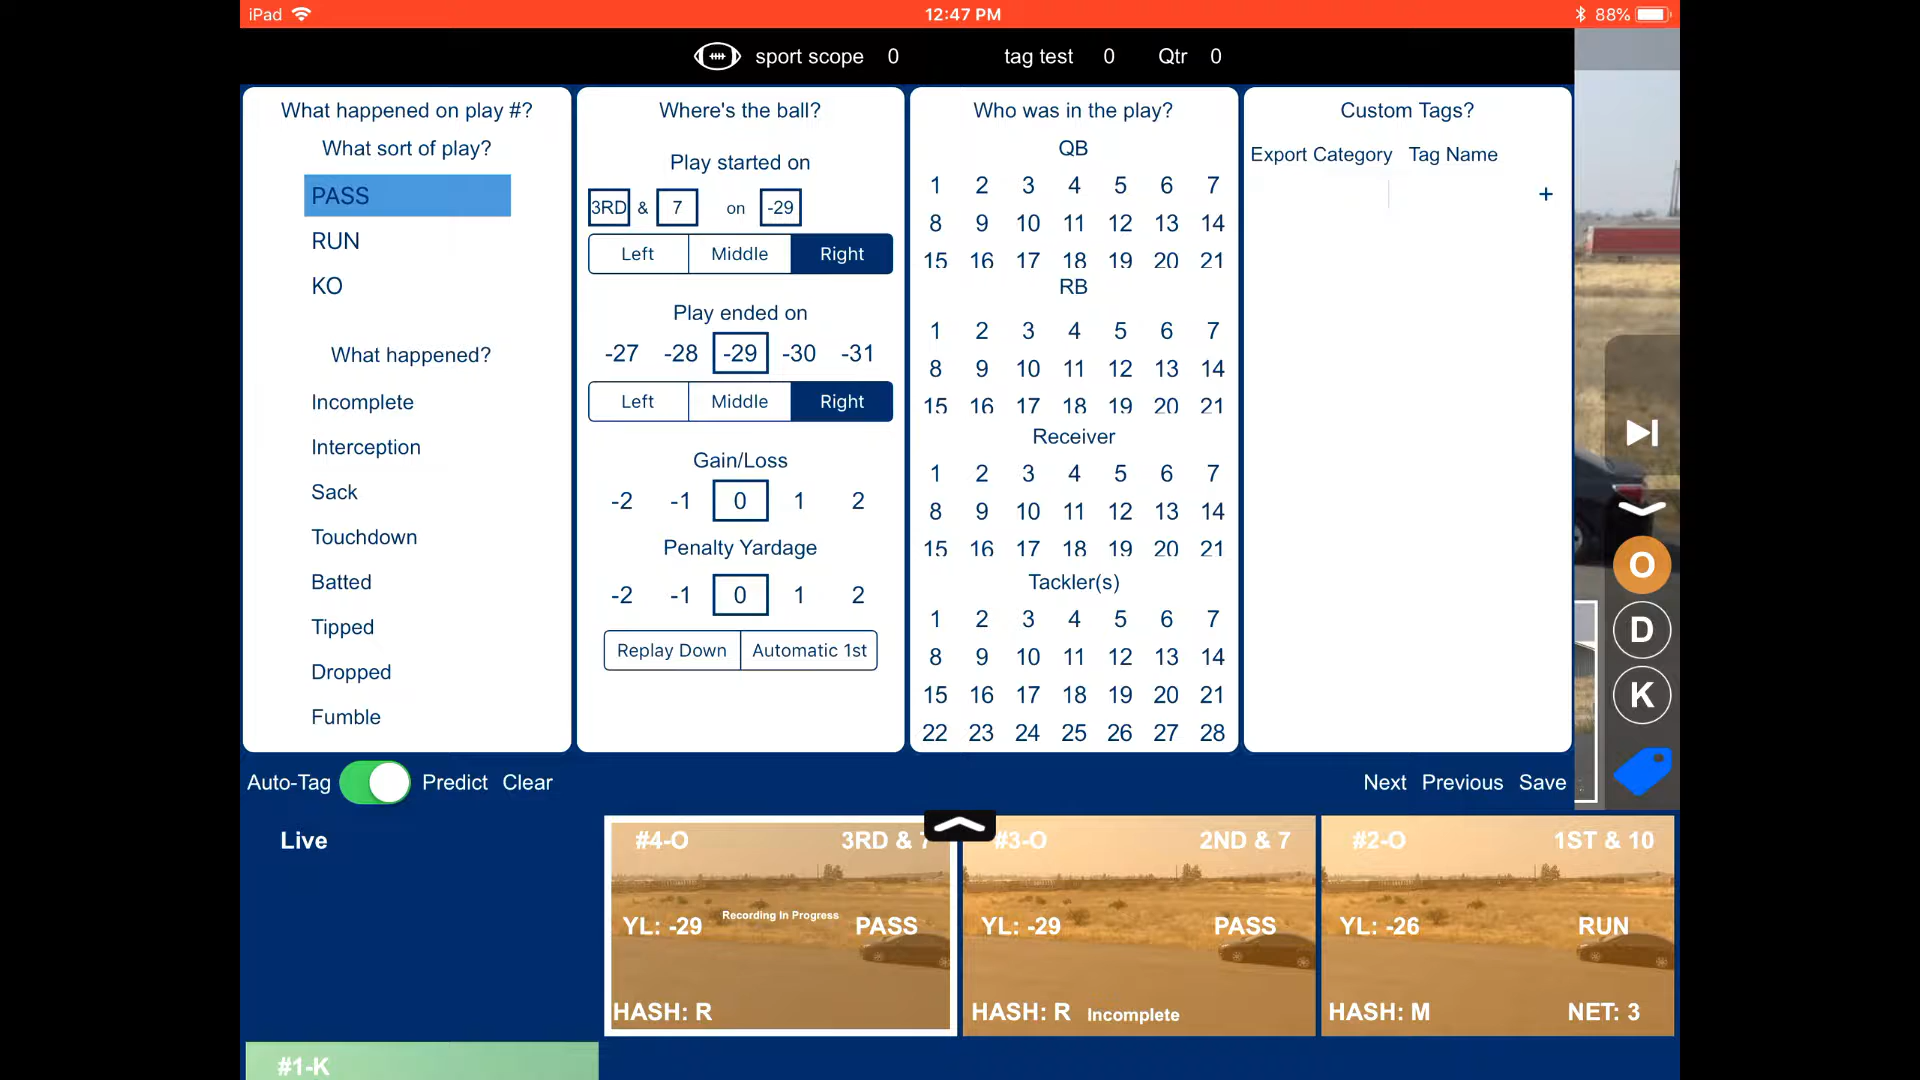 iPad 12:47 PM 88%
sport scope 0 tag test 0 Qtr 0
What happened on play #?
What sort of play?
PASS
RUN
KO
What happened?
Incomplete
Interception
Sack
Touchdown
Batted
Tipped
Dropped
Fumble
Where's the ball?
Play started on
3RD & 7 on -29
Left Middle Right
Play ended on
-27 -28 -29 -30 -31
Left Middle Right
Gain/Loss
-2 -1 0 1 2
Penalty Yardage
-2 -1 0 1 2
Replay Down Automatic 1st
Who was in the play?
QB
1 2 3 4 5 6 7
8 9 10 11 12 13 14
15 16 17 18 19 20 21
RB
1 2 3 4 5 6 7
8 9 10 11 12 13 14
15 16 17 18 19 20 21
Receiver
1 2 3 4 5 6 7
8 9 10 11 12 13 14
15 16 17 18 19 20 21
Tackler(s)
1 2 3 4 5 6 7
8 9 10 11 12 13 14
15 16 17 18 19 20 21
22 23 24 25 26 27 28
Custom Tags?
Export Category Tag Name
+
O
D
K
Auto-Tag Predict Clear Next Previous Save
Live
#4-O 3RD & 7
YL: -29 Recording In Progress PASS
HASH: R
#3-O 2ND & 7
YL: -29 PASS
HASH: R Incomplete
#2-O 1ST & 10
YL: -26 RUN
HASH: M NET: 3
#1-K